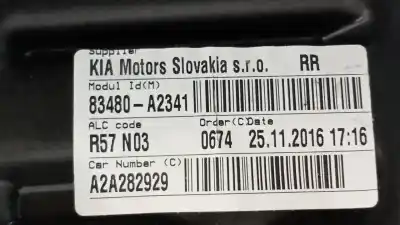 Supplier
KIA Motors Slovakia s.r.o. RR
Modul Id(M)
83480-A2341
ALC code Order(C)Date
R57 N03 0674 25.11.2016 17:16
Car Number (C)
A2A282929